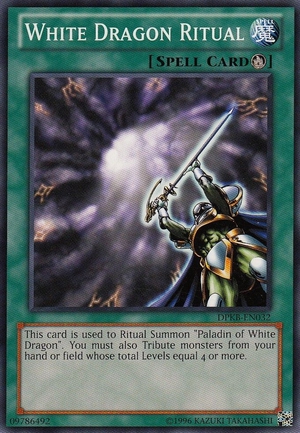 WHITE DRAGON RITUAL
SPELL
魔
[SPELL CARD]
DPKB-EN032
This card is used to Ritual Summon "Paladin of White
Dragon". You must also Tribute monsters from your
hand or field whose total Levels equal 4 or more.
09786492
©1996 KAZUKI TAKAHASHI